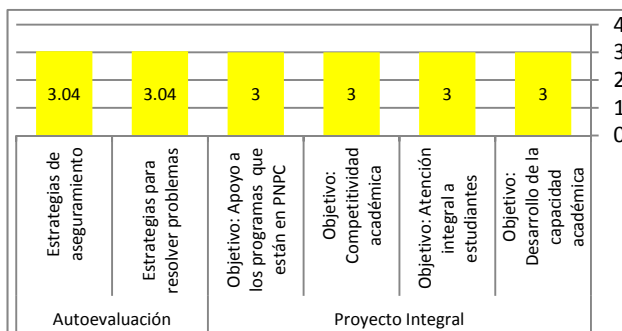 4
3
2
1
0
3.04
3.04
3
3
3
3
Estrategias de
aseguramiento
Estrategias para
resolver problemas
Objetivo: Apoyo a
los programas que
están en PNPC
Objetivo:
Competitividad
académica
Objetivo: Atención
integral a
estudiantes
Objetivo:
Desarrollo de la
capacidad
académica
Autoevaluación
Proyecto Integral